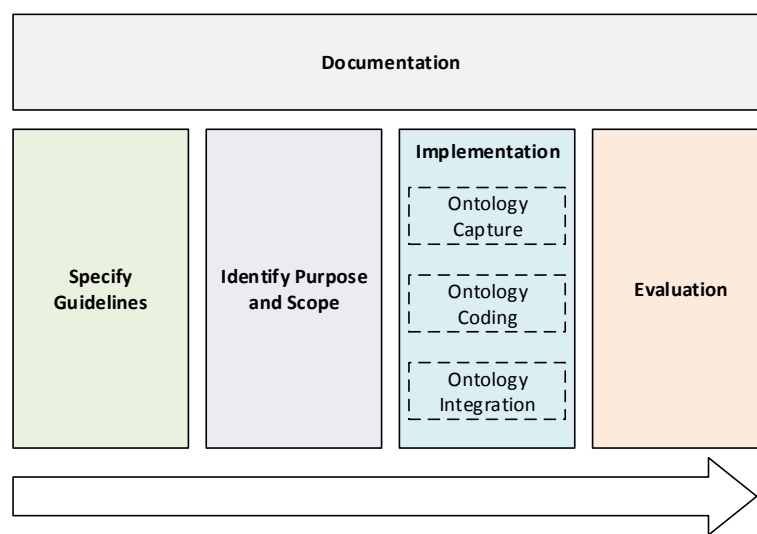 Documentation
Specify
Guidelines
Identify Purpose
and Scope
Implementation
Ontology
Capture
Ontology
Coding
Ontology
Integration
Evaluation